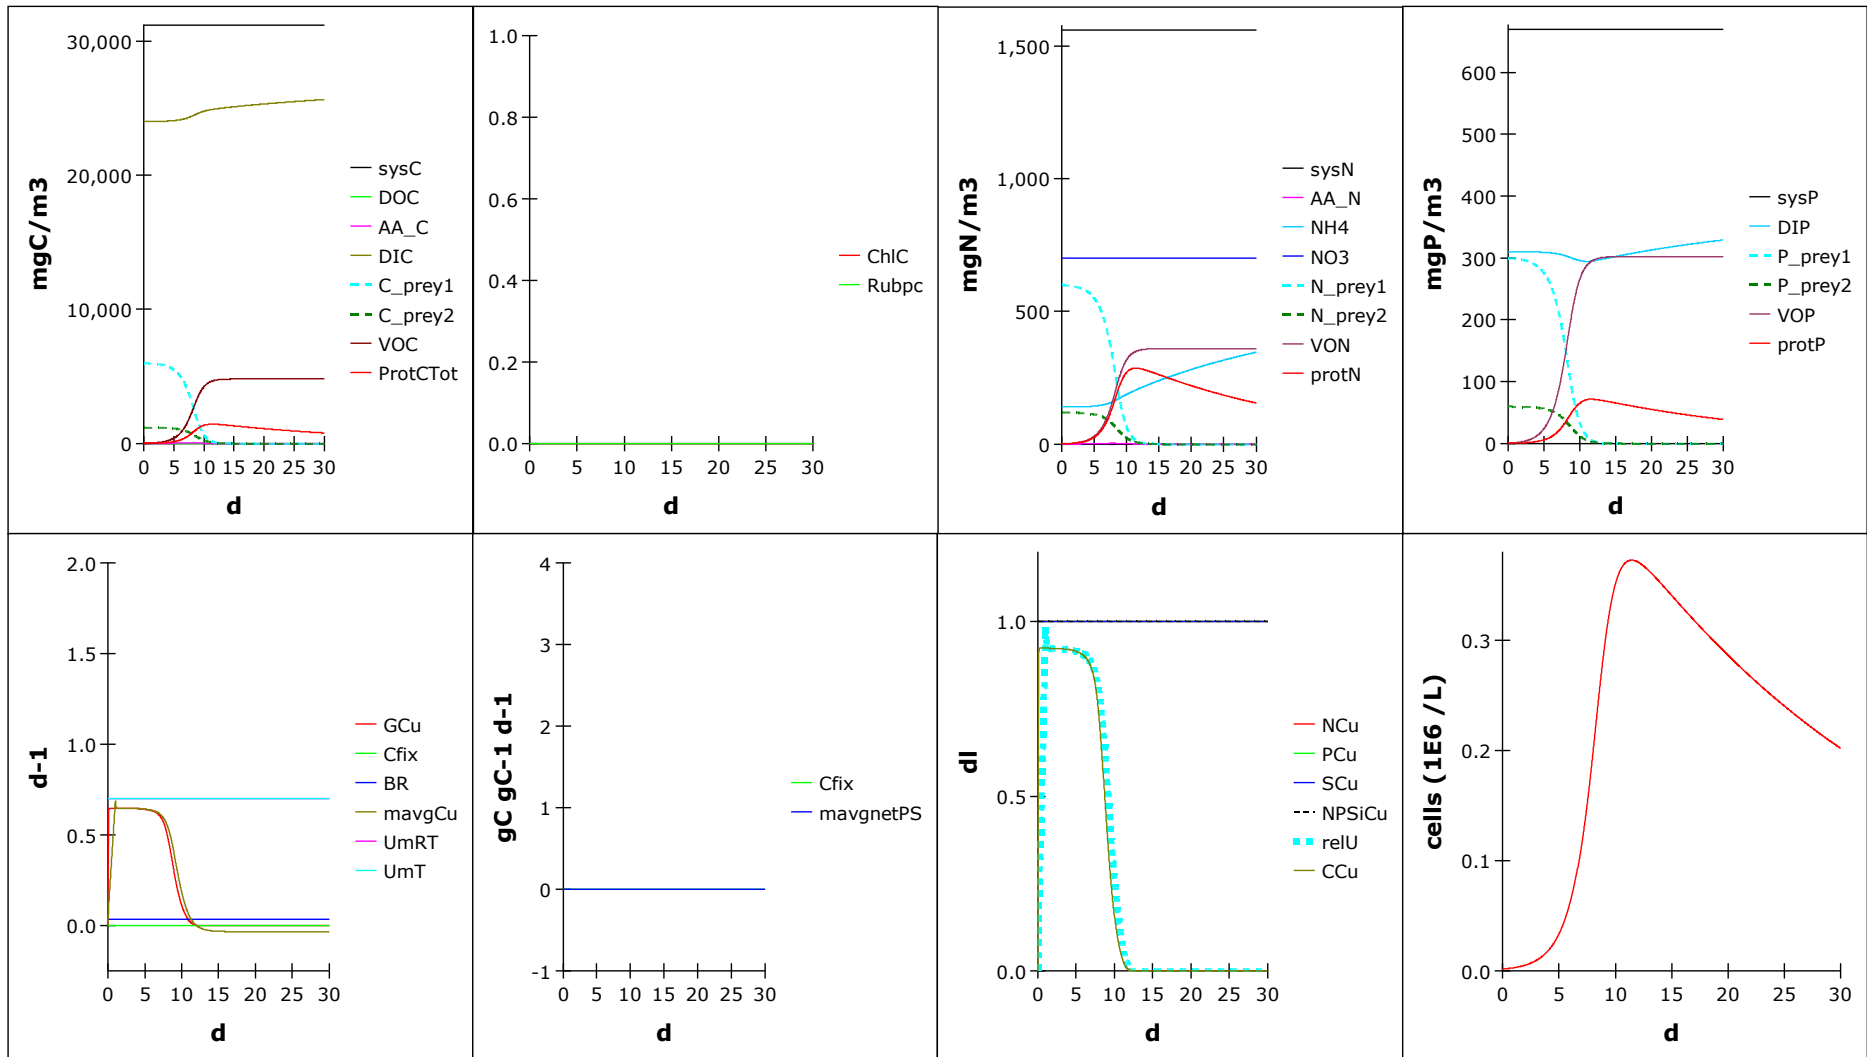 mgC/m3
30,000
20,000
10,000
0
0 5 10 15 20 25 30
d
sysC
DOC
AA_C
DIC
C_prey1
C_prey2
VOC
ProtCTot
1.0
0.8
0.6
0.4
0.2
0.0
0 5 10 15 20 25 30
d
ChlC
Rubpc
mgN/m3
1,500
1,000
500
0
0 5 10 15 20 25 30
d
sysN
AA_N
NH4
NO3
N_prey1
N_prey2
VON
protN
mgP/m3
600
500
400
300
200
100
0
0 5 10 15 20 25 30
d
sysP
DIP
P_prey1
P_prey2
VOP
protP
d-1
2.0
1.5
1.0
0.5
0.0
0 5 10 15 20 25 30
d
GCu
Cfix
BR
mavgCu
UmRT
UmT
gC gC-1 d-1
4
3
2
1
0
-1
0 5 10 15 20 25 30
d
Cfix
mavgnetPS
dl
1.0
0.5
0.0
0 5 10 15 20 25 30
d
NCu
PCu
SCu
NPSiCu
relU
CCu
cells (1E6 /L)
0.3
0.2
0.1
0.0
0 5 10 15 20 25 30
d